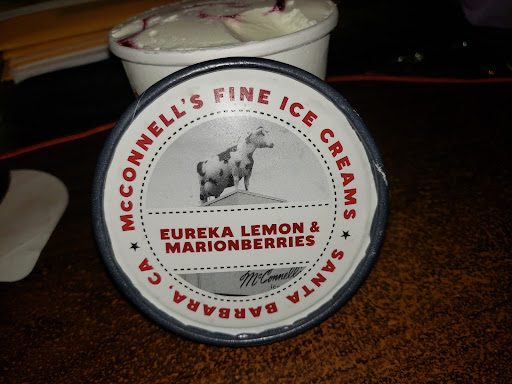 McCONNELL'S FINE ICE CREAMS
EUREKA LEMON &
MARIONBERRIES
McConnell's
★ SANTA BARBARA, CA ★